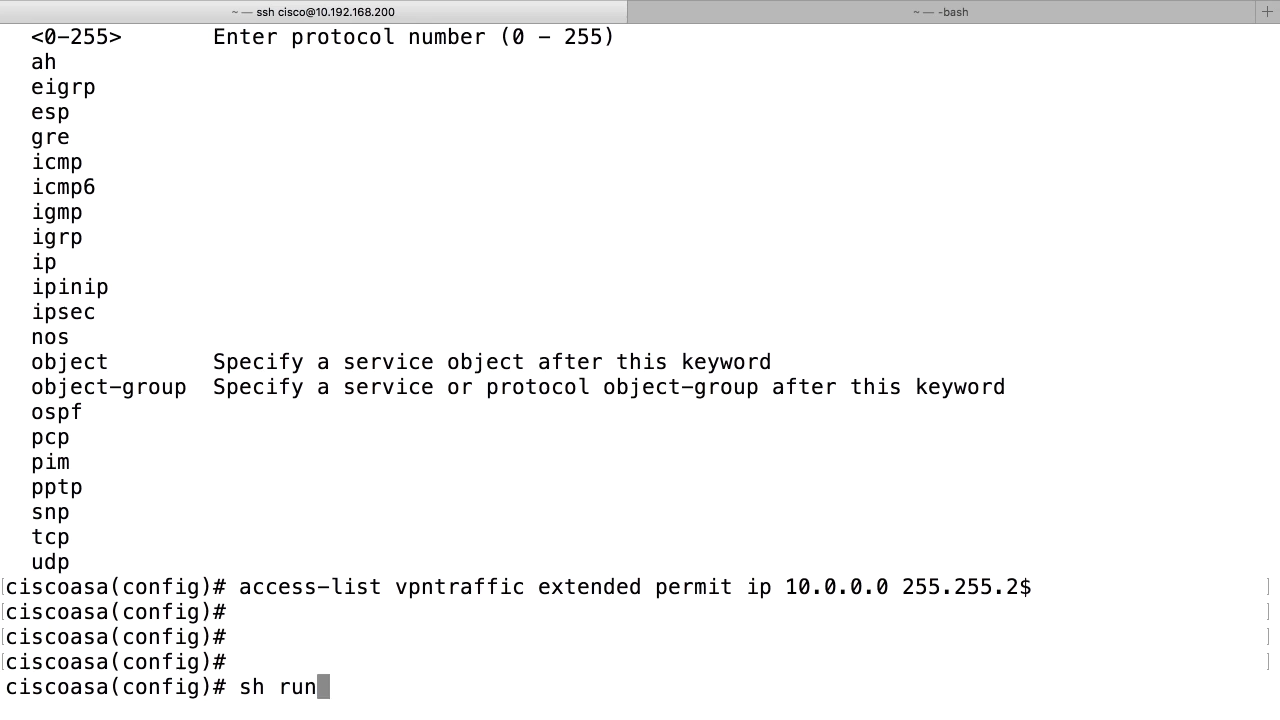 ~ — ssh cisco@10.192.168.200
~ — -bash
+
<0-255> Enter protocol number (0 - 255)
ah
eigrp
esp
gre
icmp
icmp6
igmp
igrp
ip
ipinip
ipsec
nos
object Specify a service object after this keyword
object-group Specify a service or protocol object-group after this keyword
ospf
pcp
pim
pptp
snp
tcp
udp
[ciscoasa(config)# access-list vpntraffic extended permit ip 10.0.0.0 255.255.2$ ]
[ciscoasa(config)# ]
[ciscoasa(config)# ]
[ciscoasa(config)# ]
ciscoasa(config)# sh run